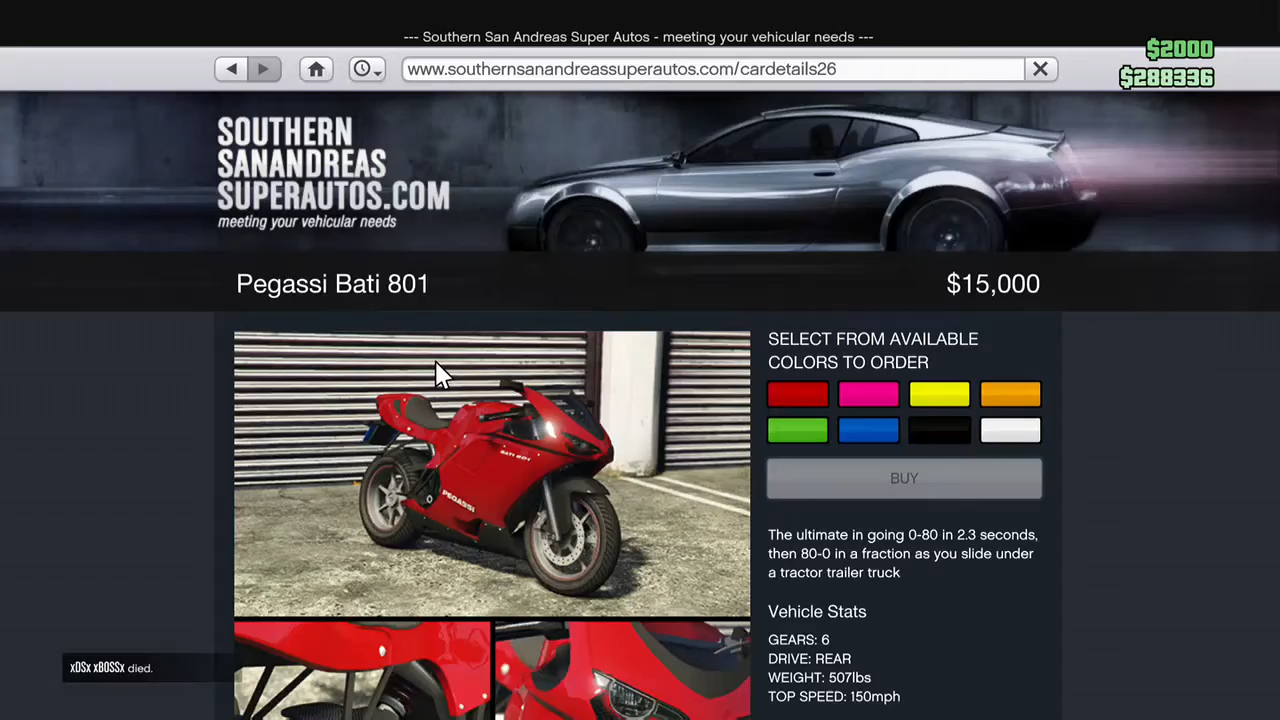 --- Southern San Andreas Super Autos - meeting your vehicular needs ---
$2000
www.southernsanandreassuperautos.com/cardetails26
$288336
SOUTHERN
SANANDREAS
SUPERAUTOS.COM
meeting your vehicular needs
Pegassi Bati 801
$15,000
SELECT FROM AVAILABLE
COLORS TO ORDER
BUY
BATI 801
PEGASSI
The ultimate in going 0-80 in 2.3 seconds,
then 80-0 in a fraction as you slide under
a tractor trailer truck
Vehicle Stats
GEARS: 6
DRIVE: REAR
WEIGHT: 507lbs
TOP SPEED: 150mph
xDSx xBOSSx died.